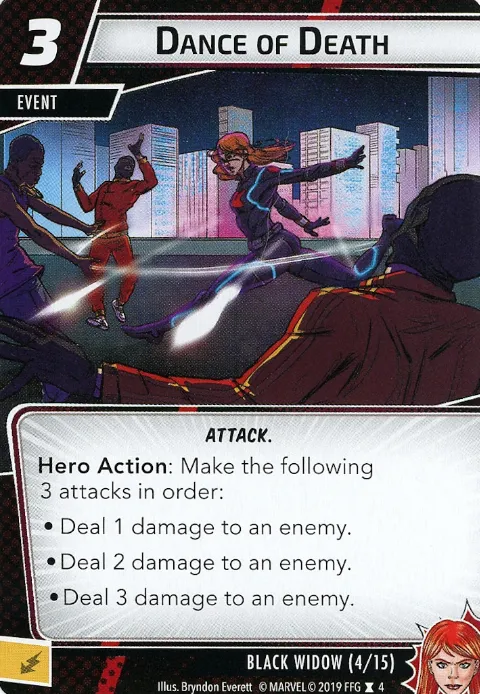 3
DANCE OF DEATH
EVENT
ATTACK.
Hero Action: Make the following
3 attacks in order:
• Deal 1 damage to an enemy.
• Deal 2 damage to an enemy.
• Deal 3 damage to an enemy.
BLACK WIDOW (4/15)
Illus. Bryndon Everett © MARVEL © 2019 FFG 4